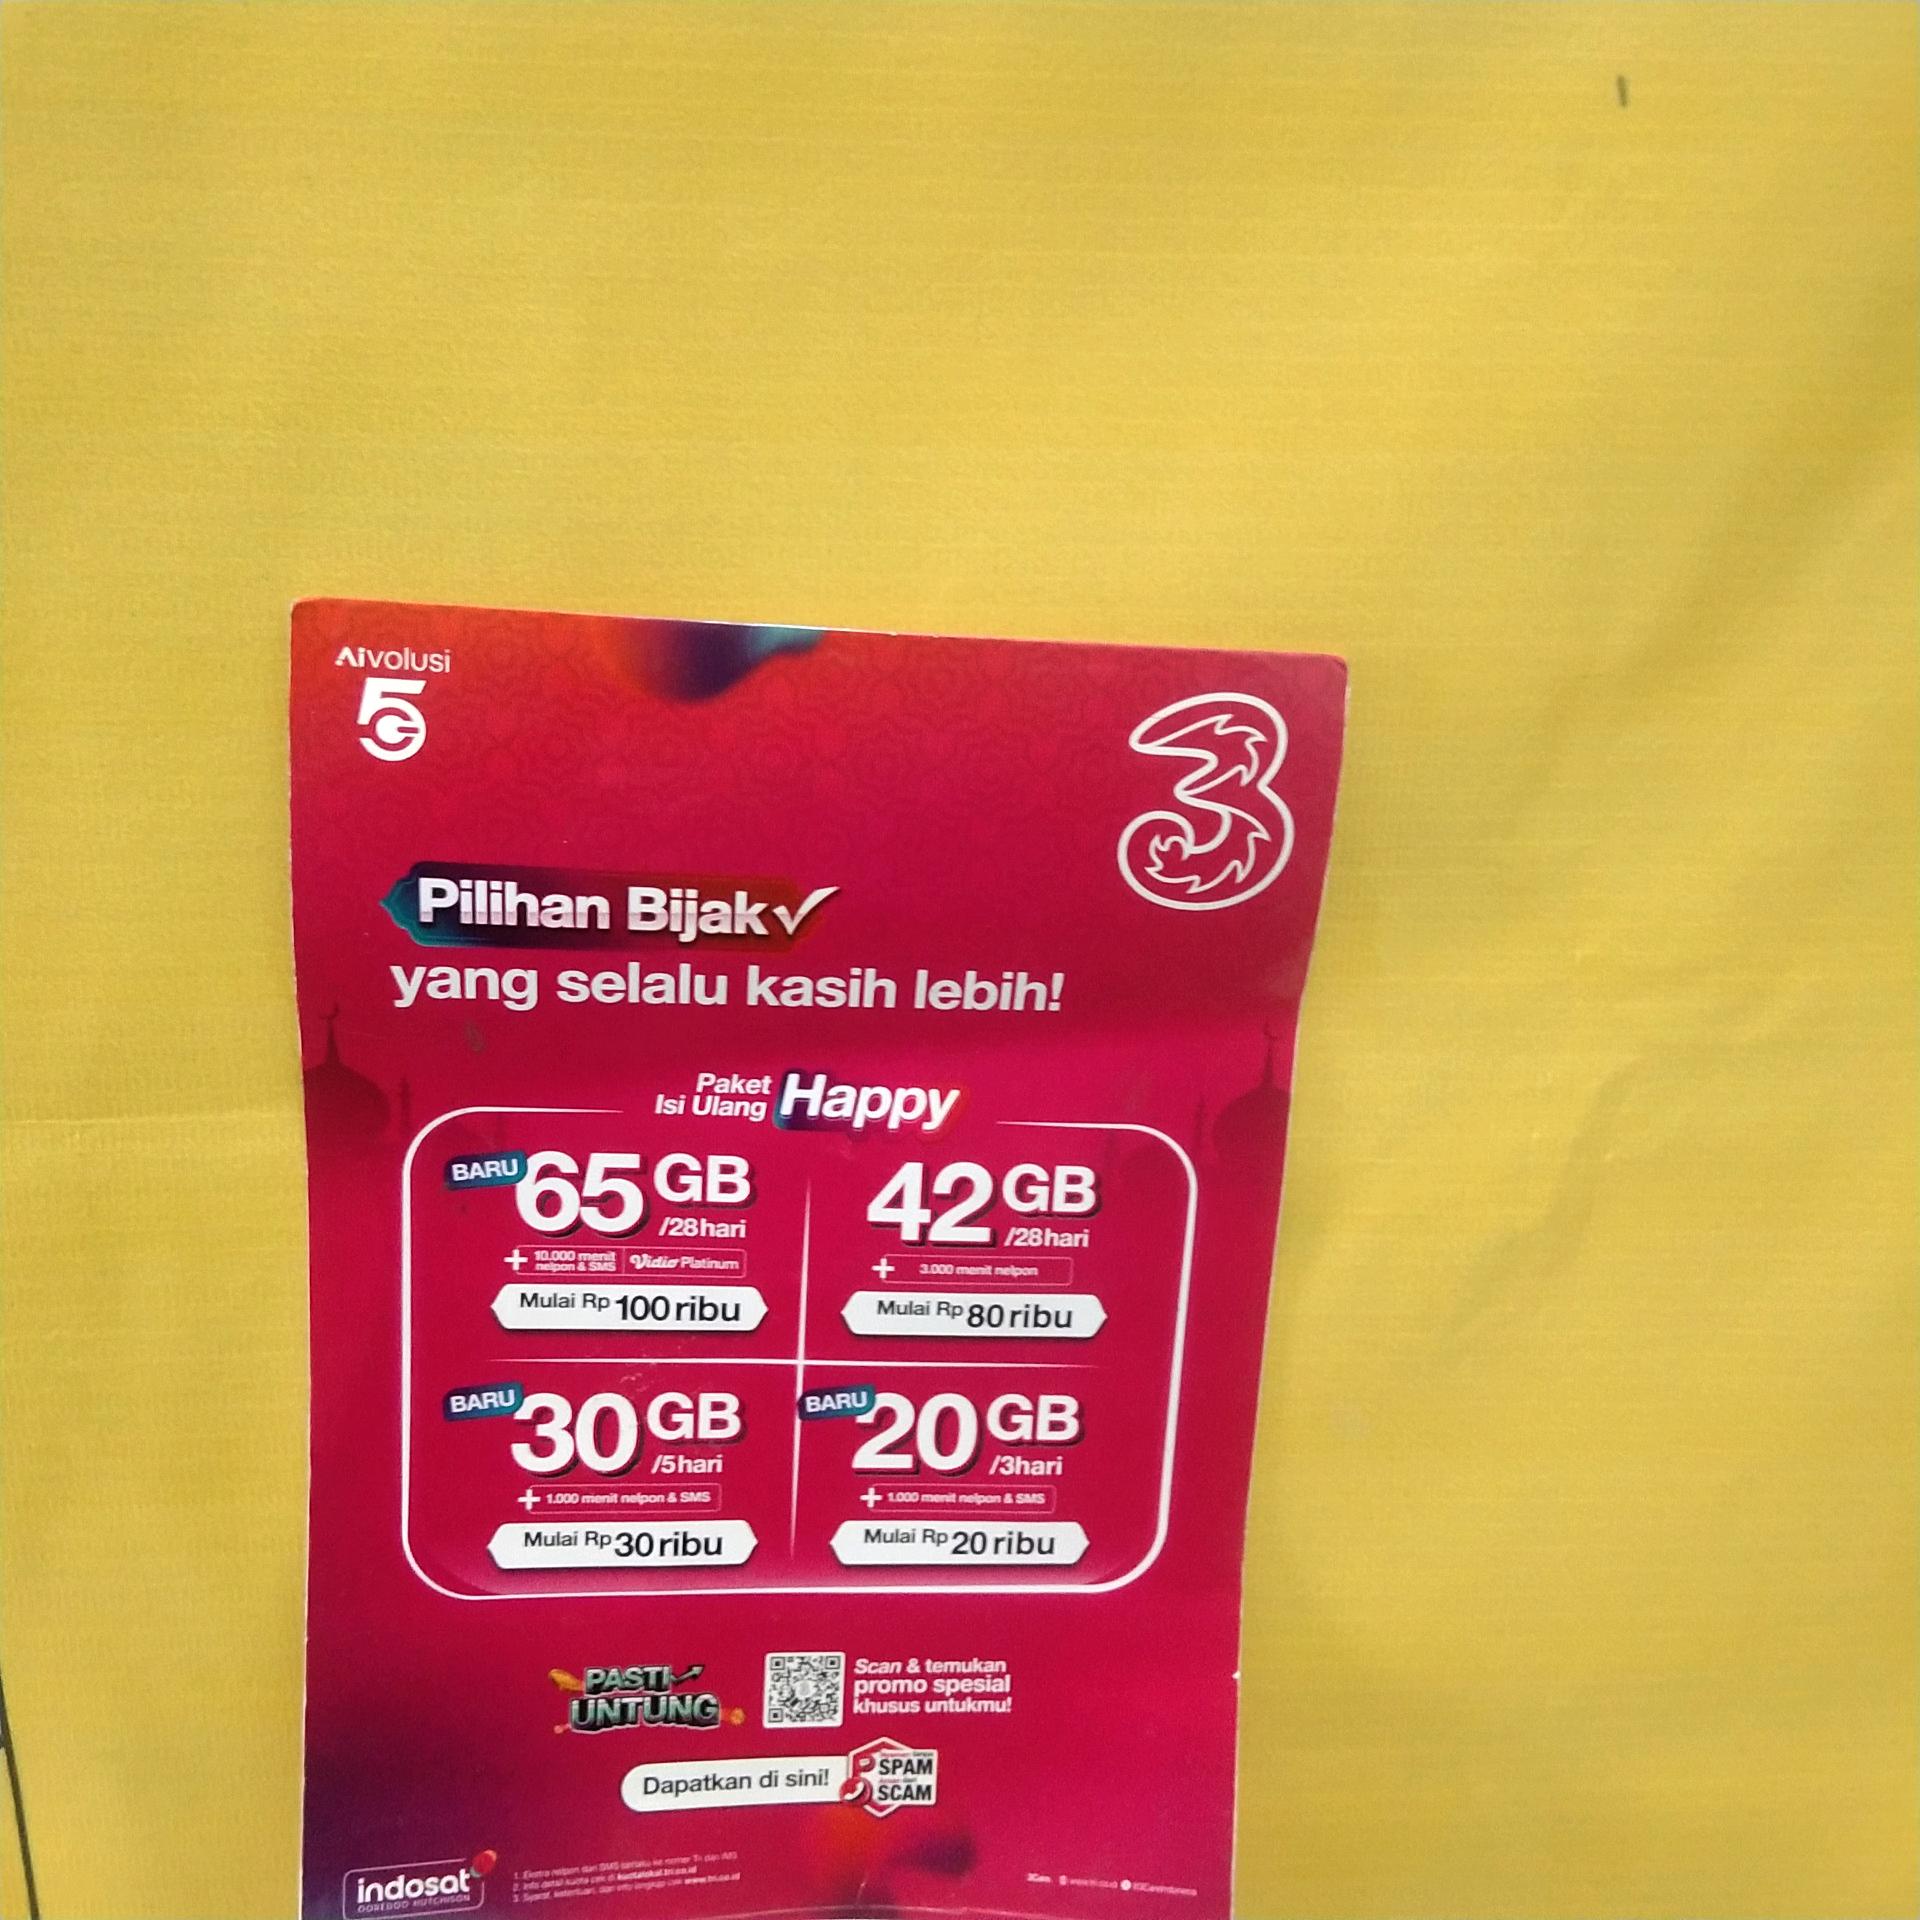 Aivolusi
5G
3
Pilihan Bijak
yang selalu kasih lebih!
Paket
Isi Ulang Happy
BARU 65 GB
/28hari
+ 10.000 menit
nelpon & SMS Vidio Platinum
Mulai Rp 100 ribu
42 GB
/28hari
+ 3.000 menit nelpon
Mulai Rp 80 ribu
BARU 30 GB
/5hari
+ 1.000 menit nelpon & SMS
Mulai Rp 30 ribu
BARU 20 GB
/3hari
+ 1.000 menit nelpon & SMS
Mulai Rp 20 ribu
PASTI
UNTUNG
Scan & temukan
promo spesial
khusus untukmu!
Dapatkan di sini!
SPAM
SCAM
indosat
OOREDOO HUTCHISON